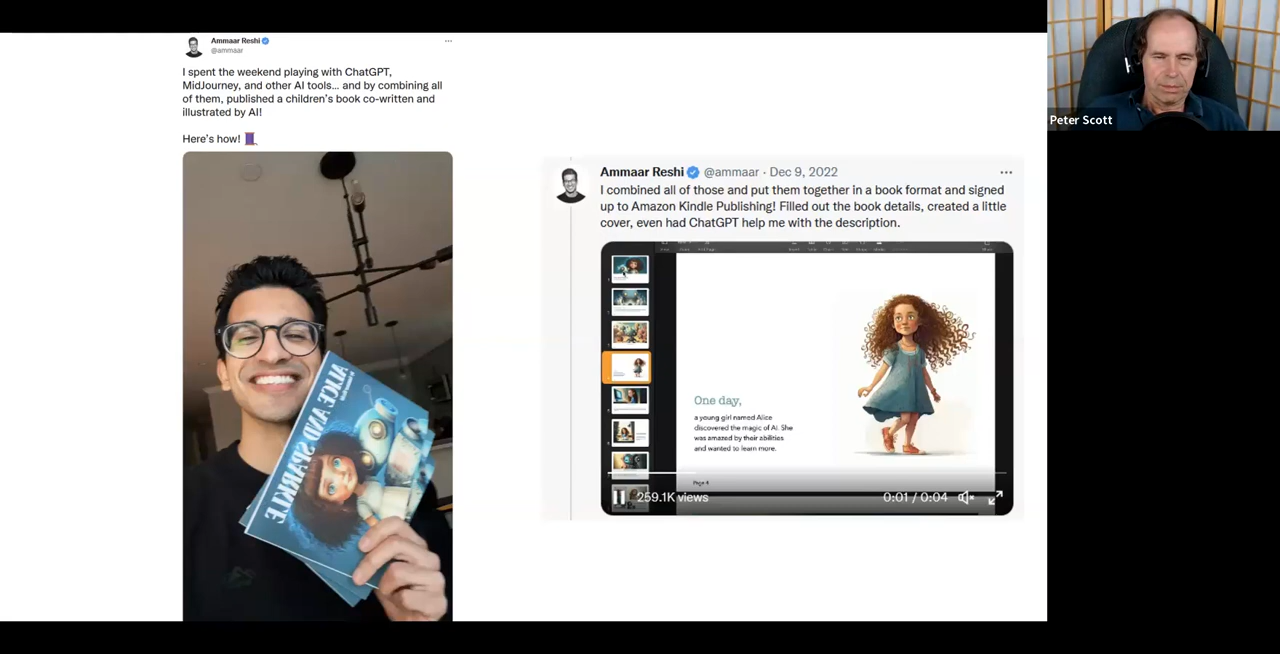 Ammaar Reshi
@ammaar
I spent the weekend playing with ChatGPT,
MidJourney, and other AI tools... and by combining all
of them, published a children's book co-written and
illustrated by AI!
Here's how!
ALICE AND SPARKLE
Ammaar Reshi @ammaar · Dec 9, 2022
I combined all of those and put them together in a book format and signed
up to Amazon Kindle Publishing! Filled out the book details, created a little
cover, even had ChatGPT help me with the description.
One day,
a young girl named Alice
discovered the magic of AI. She
was amazed by their abilities
and wanted to learn more.
Page 4
259.1K views
0:01 / 0:04
Peter Scott